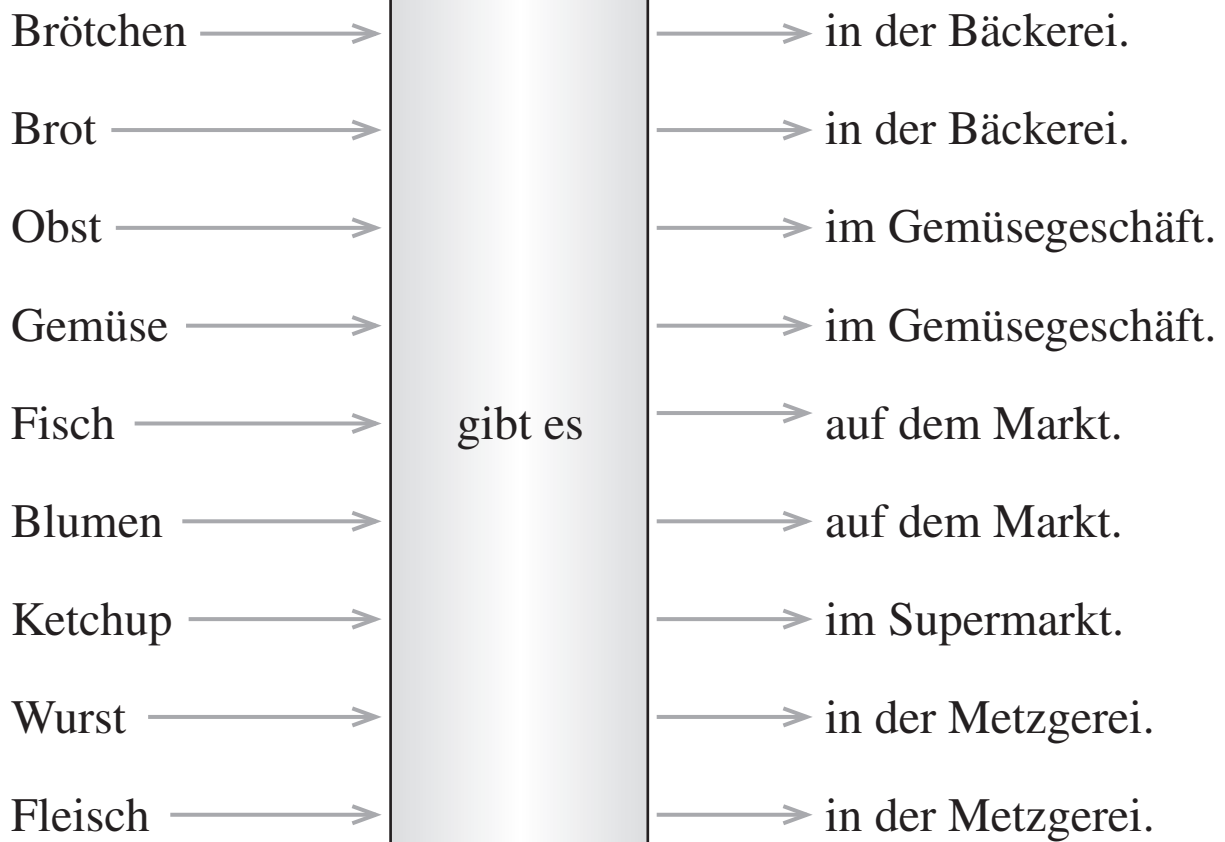 Brötchen in der Bäckerei.
Brot in der Bäckerei.
Obst im Gemüsegeschäft.
Gemüse im Gemüsegeschäft.
Fisch gibt es auf dem Markt.
Blumen auf dem Markt.
Ketchup im Supermarkt.
Wurst in der Metzgerei.
Fleisch in der Metzgerei.